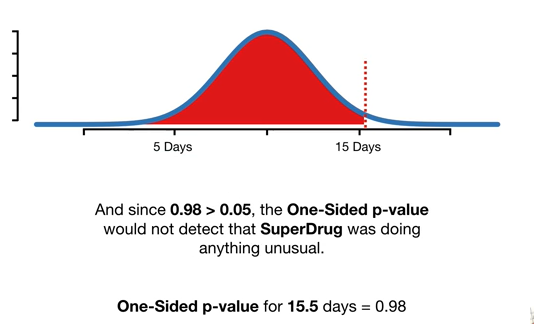 5 Days
15 Days
And since 0.98 > 0.05, the One-Sided p-value
would not detect that SuperDrug was doing
anything unusual.
One-Sided p-value for 15.5 days = 0.98